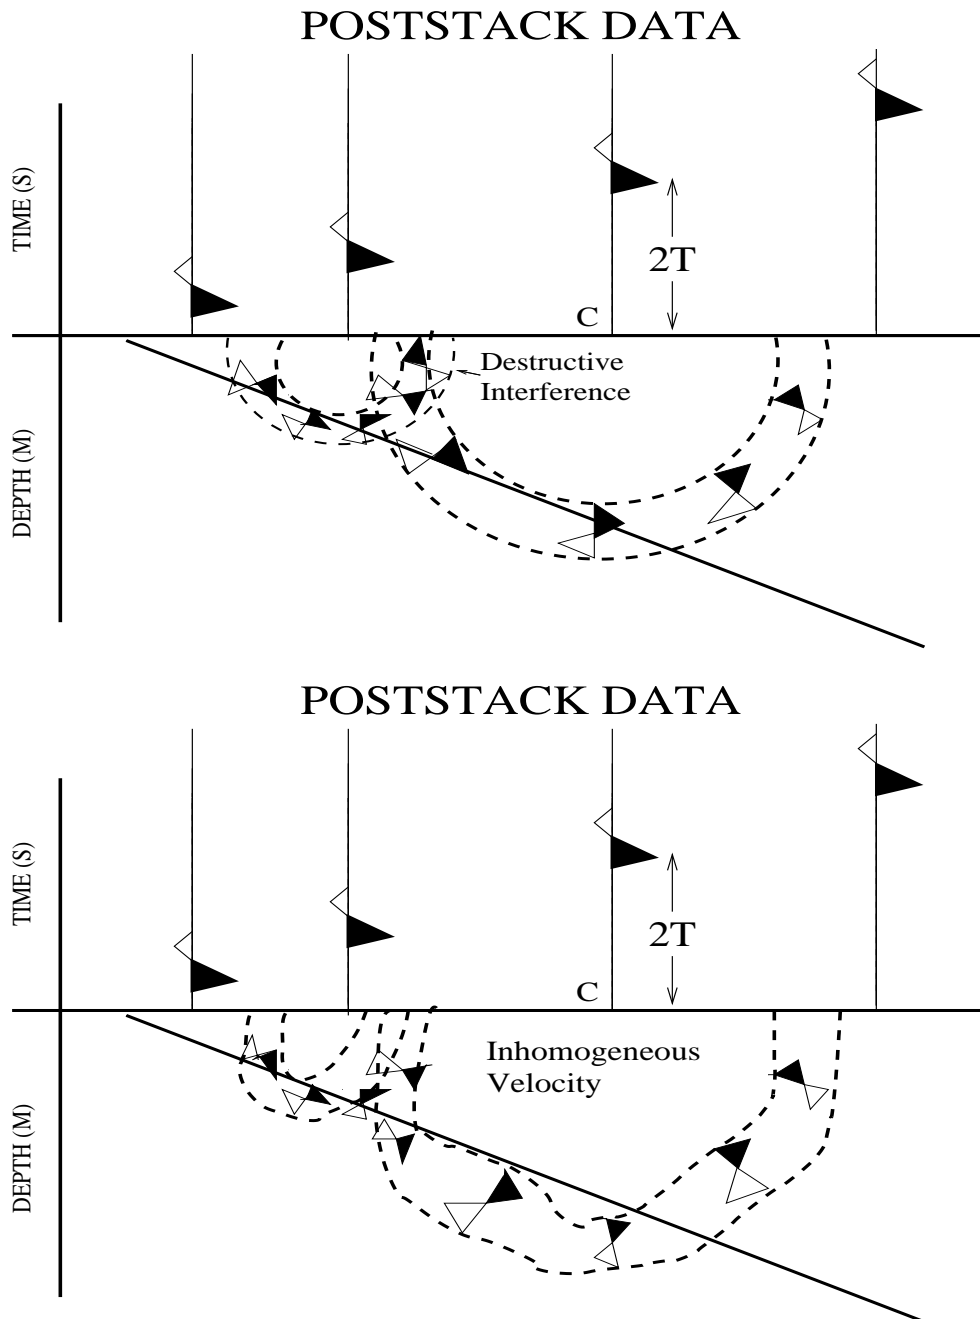 POSTSTACK DATA
TIME (S)
2T
C
Destructive
Interference
DEPTH (M)
POSTSTACK DATA
TIME (S)
2T
C
Inhomogeneous
Velocity
DEPTH (M)